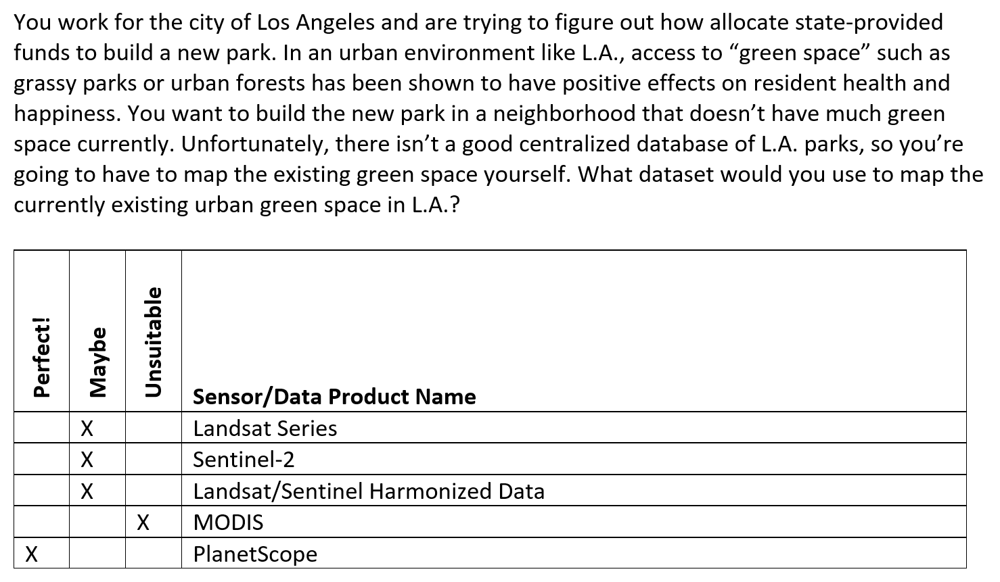 You work for the city of Los Angeles and are trying to figure out how allocate state-provided
funds to build a new park. In an urban environment like L.A., access to “green space” such as
grassy parks or urban forests has been shown to have positive effects on resident health and
happiness. You want to build the new park in a neighborhood that doesn’t have much green
space currently. Unfortunately, there isn’t a good centralized database of L.A. parks, so you’re
going to have to map the existing green space yourself. What dataset would you use to map the
currently existing urban green space in L.A.?
Perfect!
Maybe
Unsuitable
Sensor/Data Product Name
X Landsat Series
X Sentinel-2
X Landsat/Sentinel Harmonized Data
X MODIS
X PlanetScope